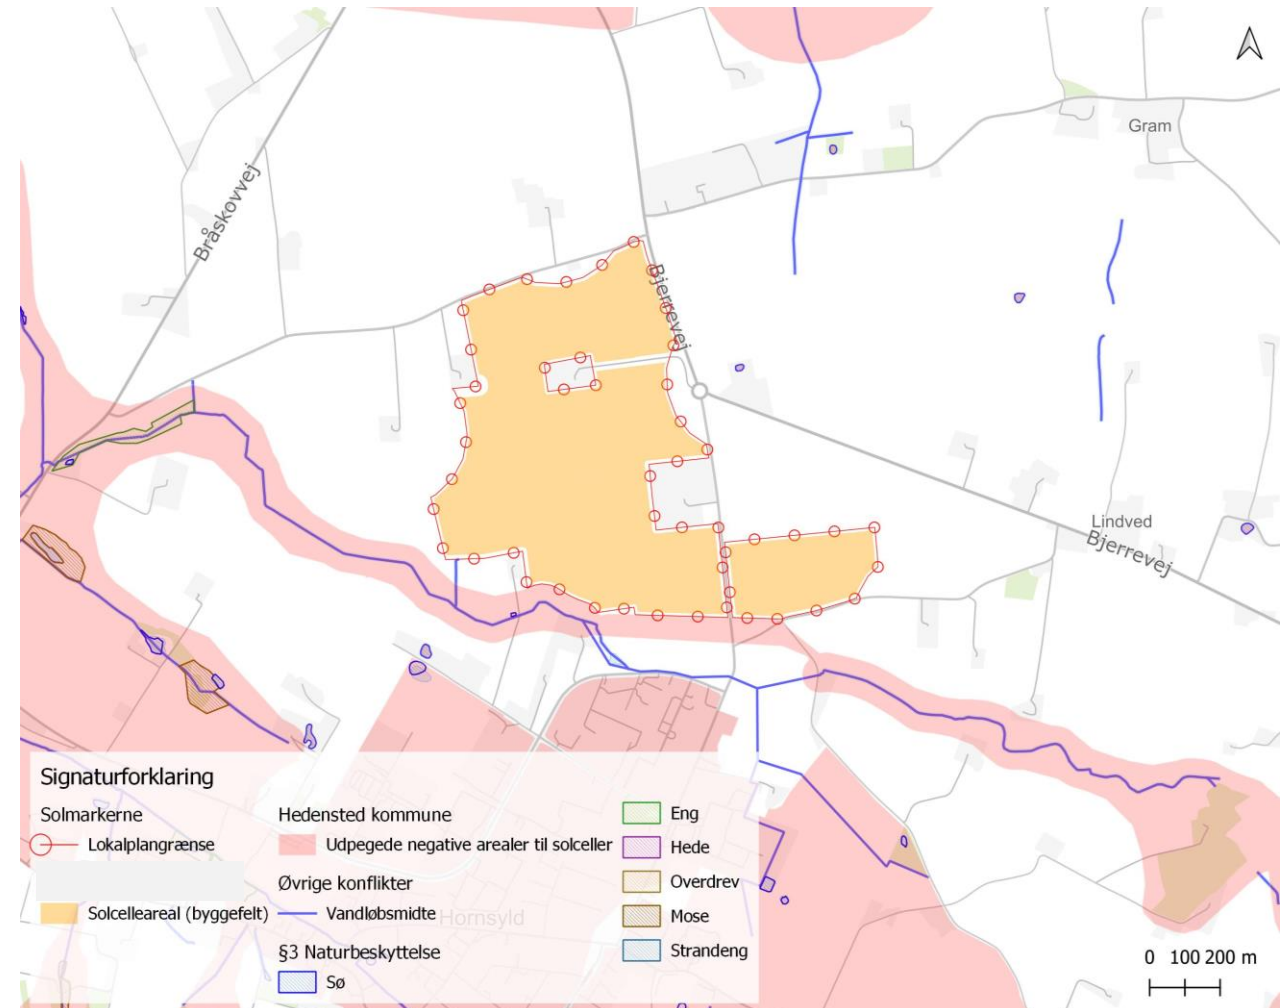 Gram
Bråskovvej
Bjerrevej
Lindved
Bjerrevej
Signaturforklaring
Solmarkerne
Lokalplangrænse
Solcelleareal (byggefelt)
Hedensted kommune
Udpegede negative arealer til solceller
Øvrige konflikter
Vandløbsmidte
§3 Naturbeskyttelse
Sø
Eng
Hede
Overdrev
Mose
Strandeng
Hornsyld
0 100 200 m